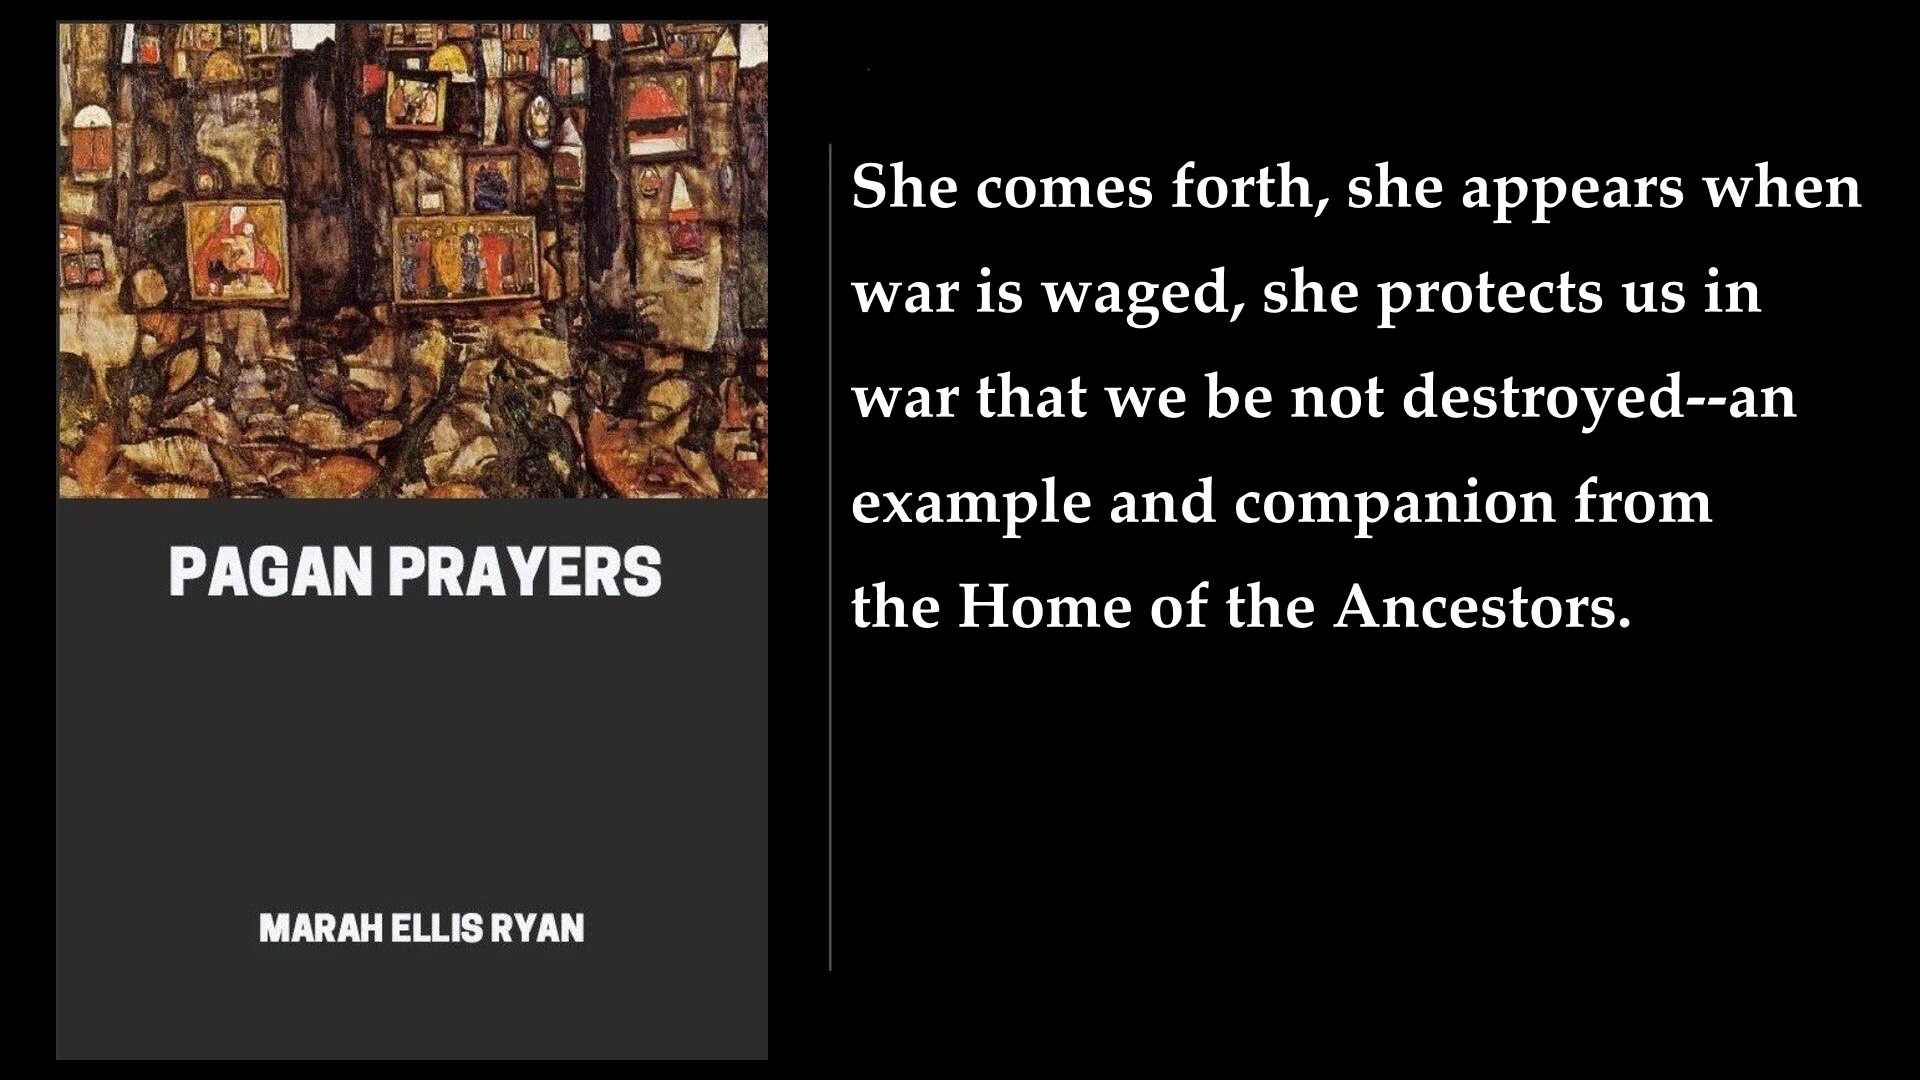 PAGAN PRAYERS
MARAH ELLIS RYAN
She comes forth, she appears when
war is waged, she protects us in
war that we be not destroyed--an
example and companion from
the Home of the Ancestors.